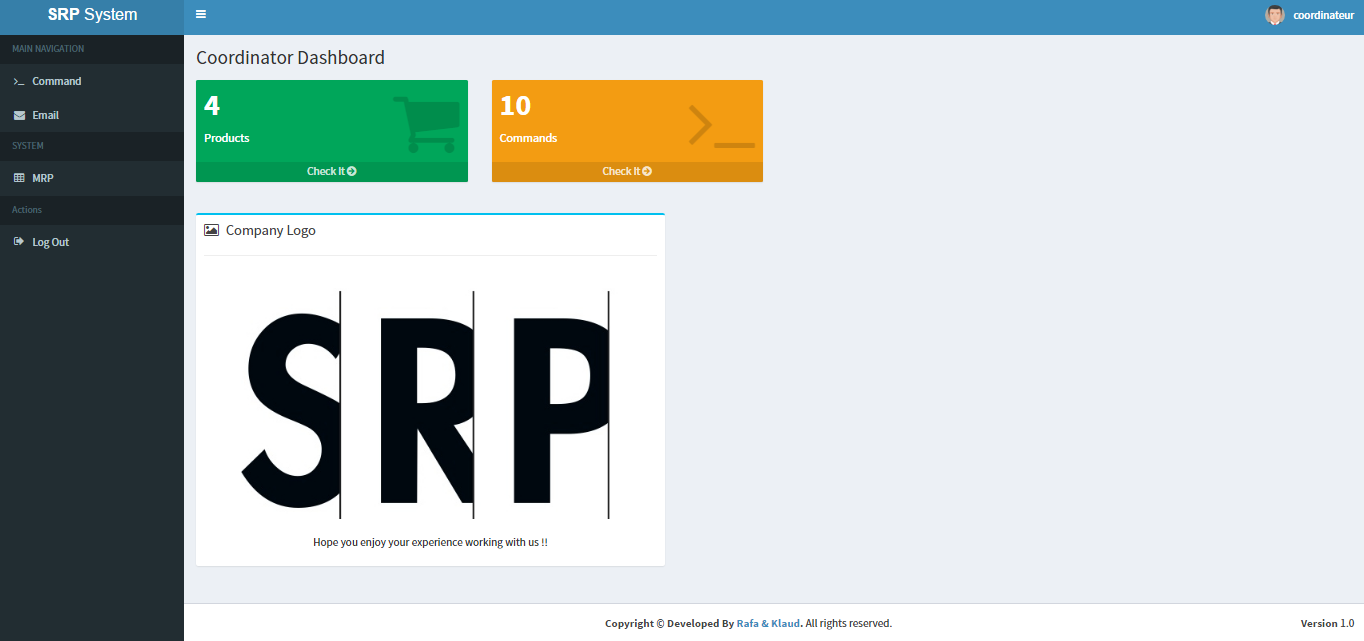 SRP System
coordinateur
MAIN NAVIGATION
Command
Email
SYSTEM
MRP
Actions
Log Out
Coordinator Dashboard
4
Products
Check It
10
Commands
Check It
Company Logo
SRP
Hope you enjoy your experience working with us !!
Copyright © Developed By Rafa & Klaud. All rights reserved.
Version 1.0